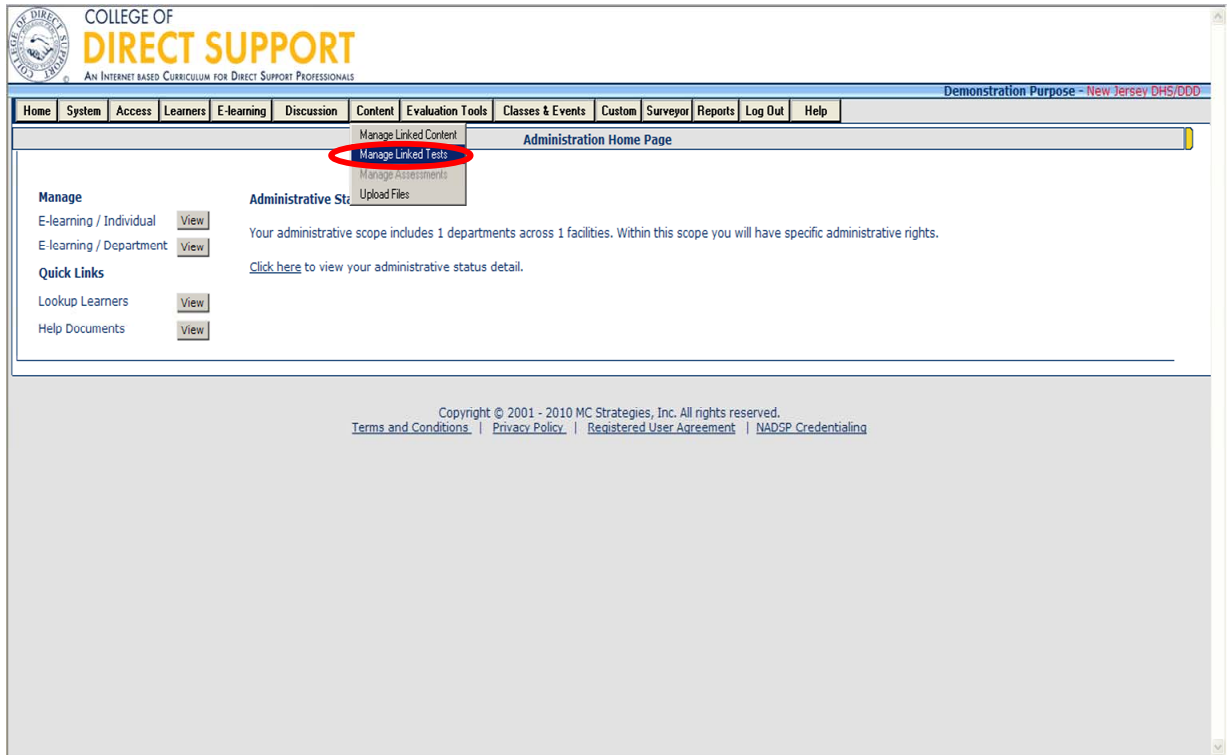 COLLEGE OF
DIRECT SUPPORT
AN INTERNET BASED CURRICULUM FOR DIRECT SUPPORT PROFESSIONALS
COLLEGE OF DIRECT SUPPORT
©
Demonstration Purpose - New Jersey DHS/DDD
Home System Access Learners E-learning Discussion Content Evaluation Tools Classes & Events Custom Surveyor Reports Log Out Help
Manage Linked Content
Manage Linked Tests
Manage Assessments
Upload Files
Administration Home Page
Manage
E-learning / Individual View
E-learning / Department View
Quick Links
Lookup Learners View
Help Documents View
Administrative Sta
Your administrative scope includes 1 departments across 1 facilities. Within this scope you will have specific administrative rights.
Click here to view your administrative status detail.
Copyright © 2001 - 2010 MC Strategies, Inc. All rights reserved.
Terms and Conditions | Privacy Policy | Registered User Agreement | NADSP Credentialing